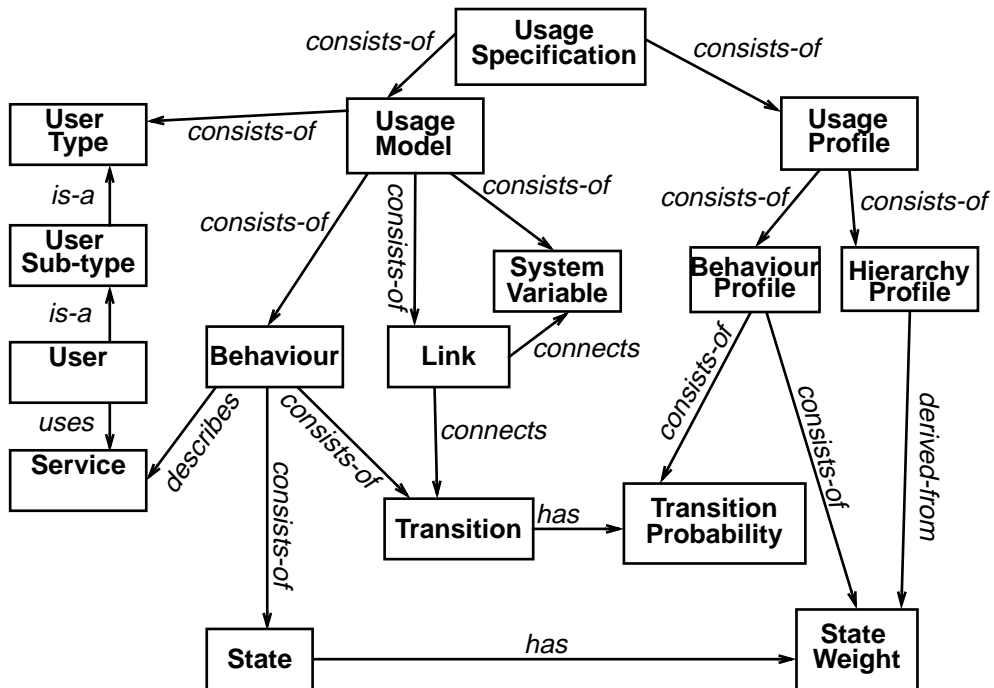 Usage
Specification
consists-of
consists-of
User
Type
consists-of
Usage
Model
Usage
Profile
is-a
consists-of
consists-of
consists-of
consists-of
consists-of
User
Sub-type
System
Variable
Behaviour
Profile
Hierarchy
Profile
is-a
User
Behaviour
Link
connects
uses
describes
consists-of
consists-of
connects
consists-of
consists-of
derived-from
Service
Transition
has
Transition
Probability
State
has
State
Weight